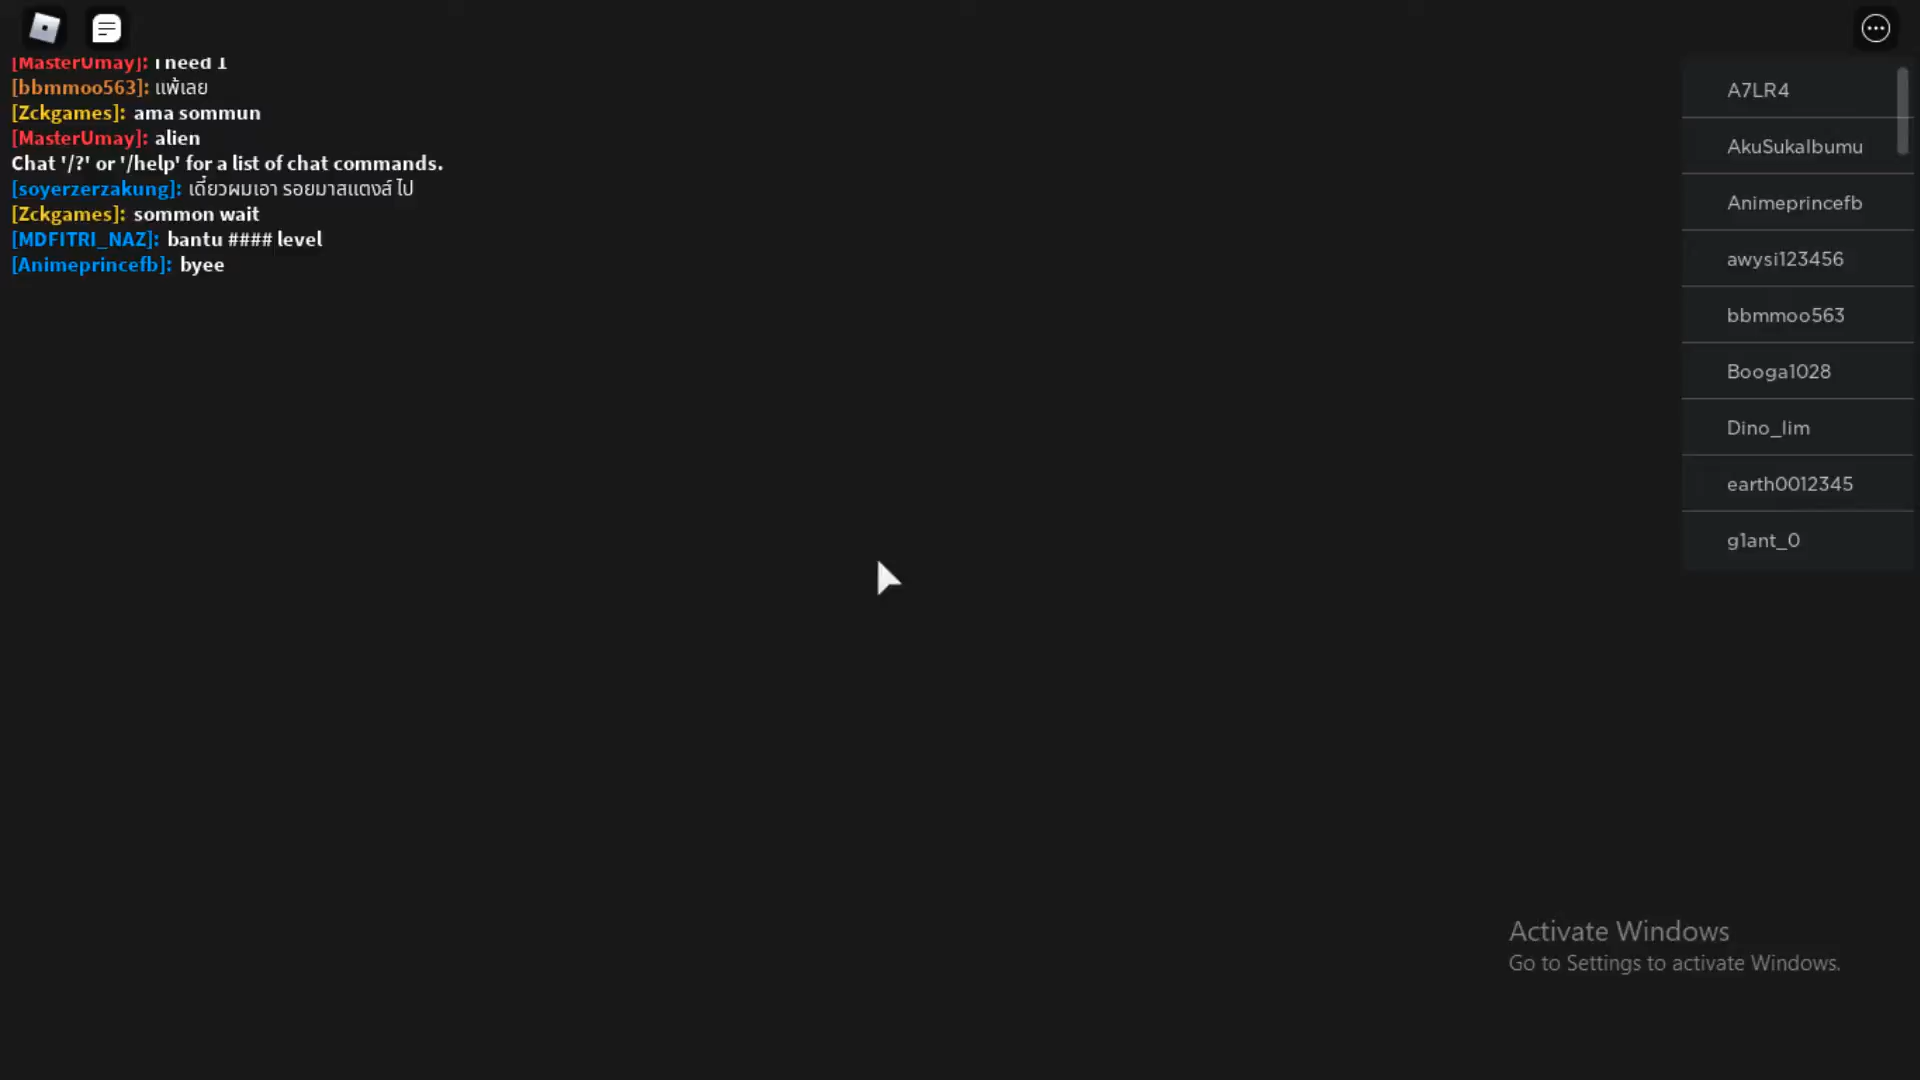 [MasterUmay]: i need 1
[bbmmoo563]: แพ้เลย
[Zckgames]: ama sommun
[MasterUmay]: alien
Chat '/?' or '/help' for a list of chat commands.
[soyerzerzakung]: เดี๋ยวผมเอา รอยมาสแตงส์ ไป
[Zckgames]: sommon wait
[MDFITRI_NAZ]: bantu #### level
[Animeprincefb]: byee
A7LR4
AkuSukaIbumu
Animeprincefb
awysi123456
bbmmoo563
Booga1028
Dino_lim
earth0012345
g1ant_0
Activate Windows
Go to Settings to activate Windows.